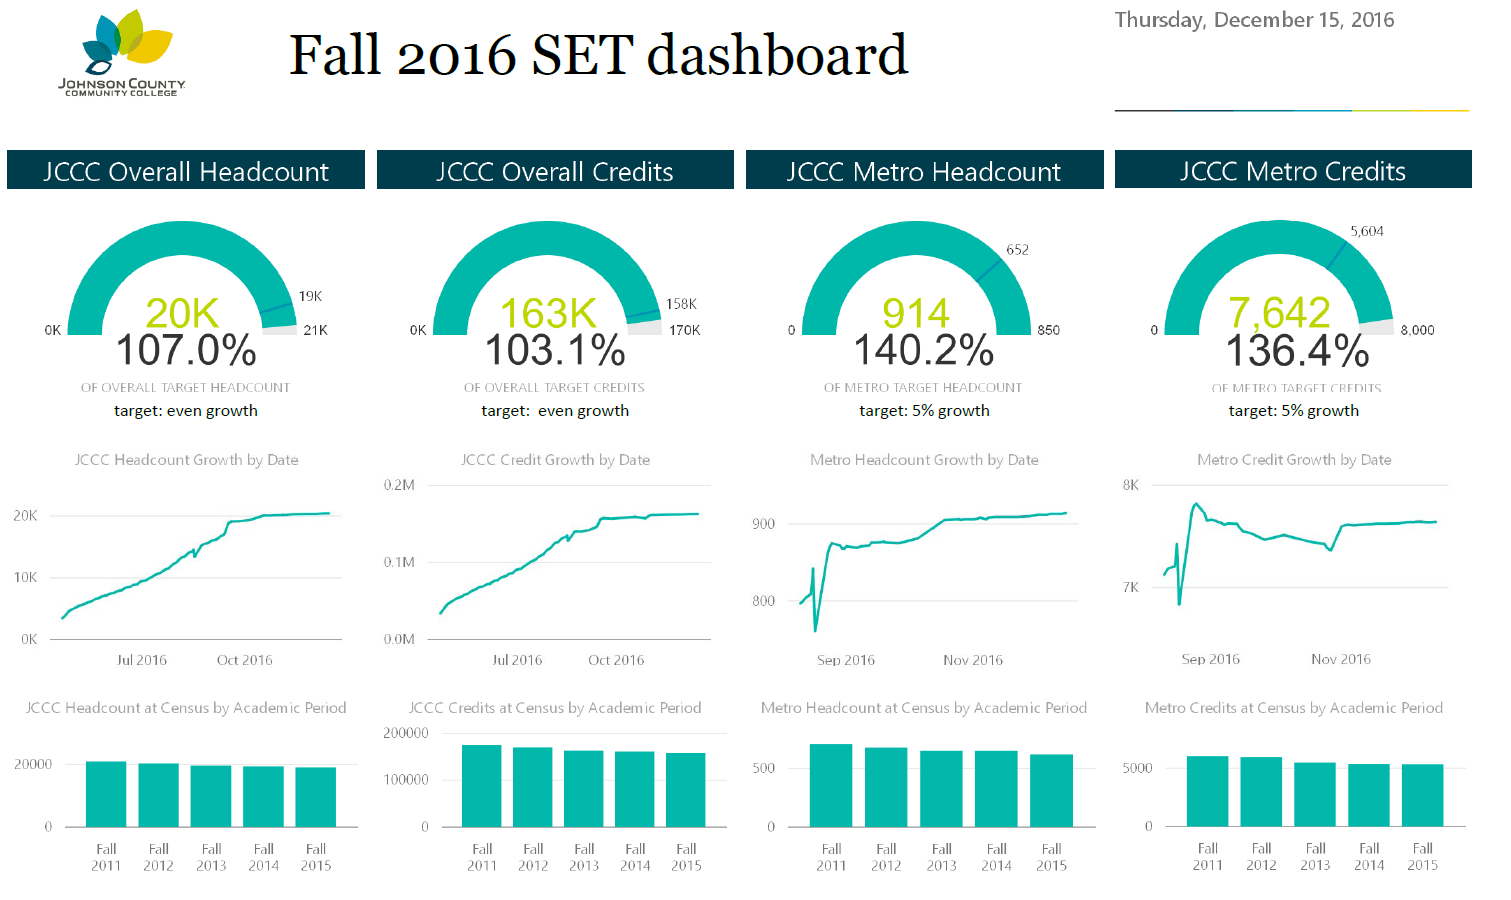 JOHNSON COUNTY
COMMUNITY COLLEGE
Fall 2016 SET dashboard
Thursday, December 15, 2016
JCCC Overall Headcount
0K
20K
19K
21K
107.0%
OF OVERALL TARGET HEADCOUNT
target: even growth
JCCC Headcount Growth by Date
20K
10K
0K
Jul 2016 Oct 2016
JCCC Headcount at Census by Academic Period
20000
0
Fall 2011 Fall 2012 Fall 2013 Fall 2014 Fall 2015
JCCC Overall Credits
0K
163K
158K
170K
103.1%
OF OVERALL TARGET CREDITS
target: even growth
JCCC Credit Growth by Date
0.2M
0.1M
0.0M
Jul 2016 Oct 2016
JCCC Credits at Census by Academic Period
200000
100000
0
Fall 2011 Fall 2012 Fall 2013 Fall 2014 Fall 2015
JCCC Metro Headcount
0
914
652
850
140.2%
OF METRO TARGET HEADCOUNT
target: 5% growth
Metro Headcount Growth by Date
900
800
Sep 2016 Nov 2016
Metro Headcount at Census by Academic Period
500
0
Fall 2011 Fall 2012 Fall 2013 Fall 2014 Fall 2015
JCCC Metro Credits
0
7,642
5,604
8,000
136.4%
OF METRO TARGET CREDITS
target: 5% growth
Metro Credit Growth by Date
8K
7K
Sep 2016 Nov 2016
Metro Credits at Census by Academic Period
5000
0
Fall 2011 Fall 2012 Fall 2013 Fall 2014 Fall 2015